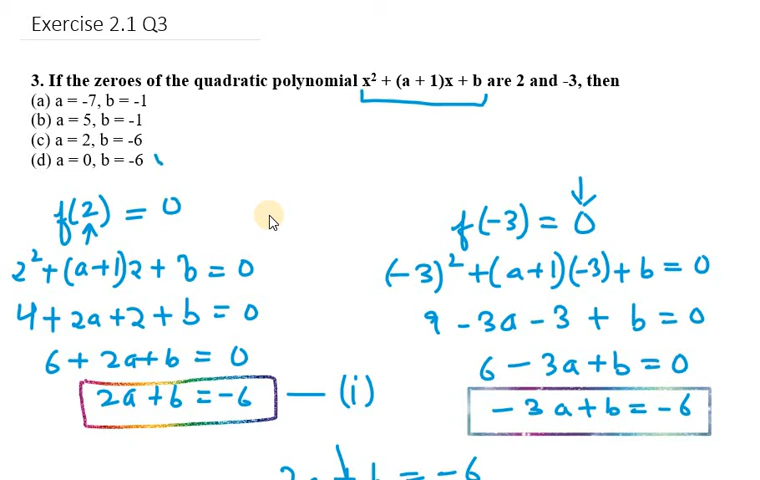 Exercise 2.1 Q3
3. If the zeroes of the quadratic polynomial x² + (a + 1)x + b are 2 and -3, then
(a) a = -7, b = -1
(b) a = 5, b = -1
(c) a = 2, b = -6
(d) a = 0, b = -6
f(2) = 0
2² + (a+1)2 + b = 0
4 + 2a + 2 + b = 0
6 + 2a + b = 0
2a + b = -6 — (i)
f(-3) = 0
(-3)² + (a+1)(-3) + b = 0
9 - 3a - 3 + b = 0
6 - 3a + b = 0
- 3a + b = -6
2a + b = -6